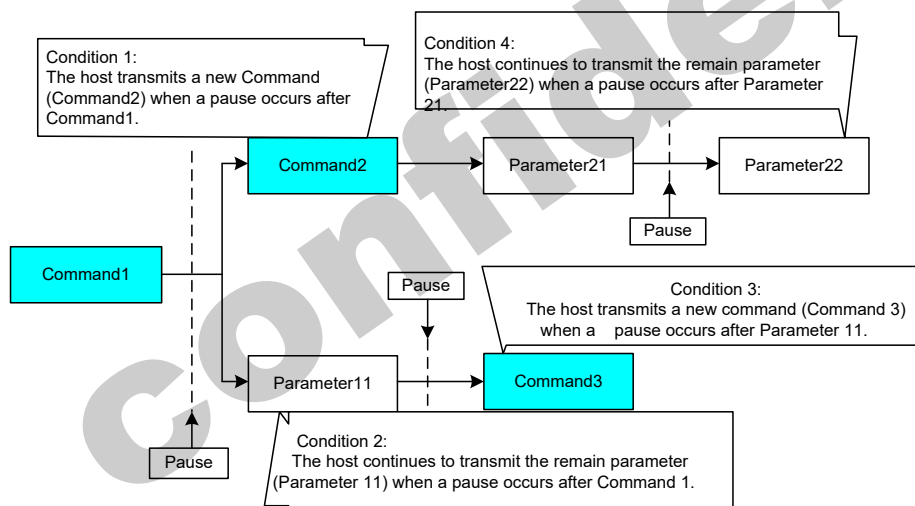 Condition 1:
The host transmits a new Command
(Command2) when a pause occurs after
Command1.
Condition 4:
The host continues to transmit the remain parameter
(Parameter22) when a pause occurs after Parameter
21.
Command2
Parameter21
Parameter22
Pause
Command1
Pause
Condition 3:
The host transmits a new command (Command 3)
when a pause occurs after Parameter 11.
Parameter11
Command3
Pause
Condition 2:
The host continues to transmit the remain parameter
(Parameter 11) when a pause occurs after Command 1.
confide